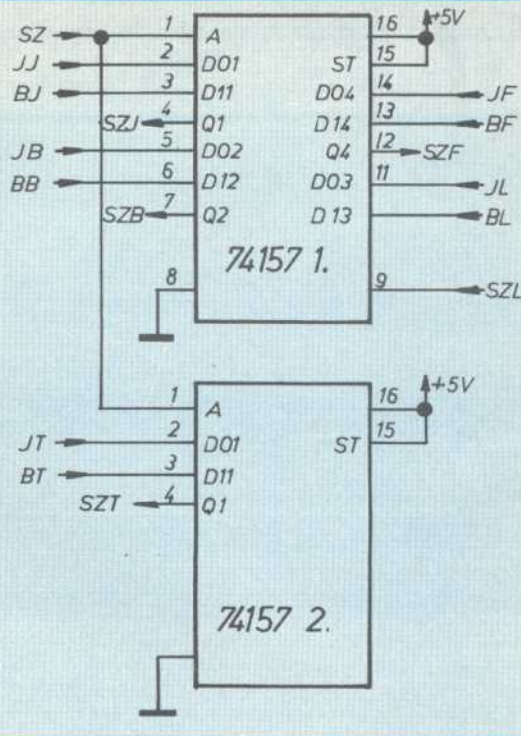 +5V
SZ 1 A 16
JJ 2 D01 ST 15
BJ 3 D11 D04 14 JF
SZJ 4 Q1 D14 13 BF
JB 5 D02 Q4 12 SZF
BB 6 D12 D03 11 JL
SZB 7 Q2 D13 BL
74157 1.
8 9 SZL
+5V
1 A 16
JT 2 D01 ST 15
BT 3 D11
SZT 4 Q1
74157 2.